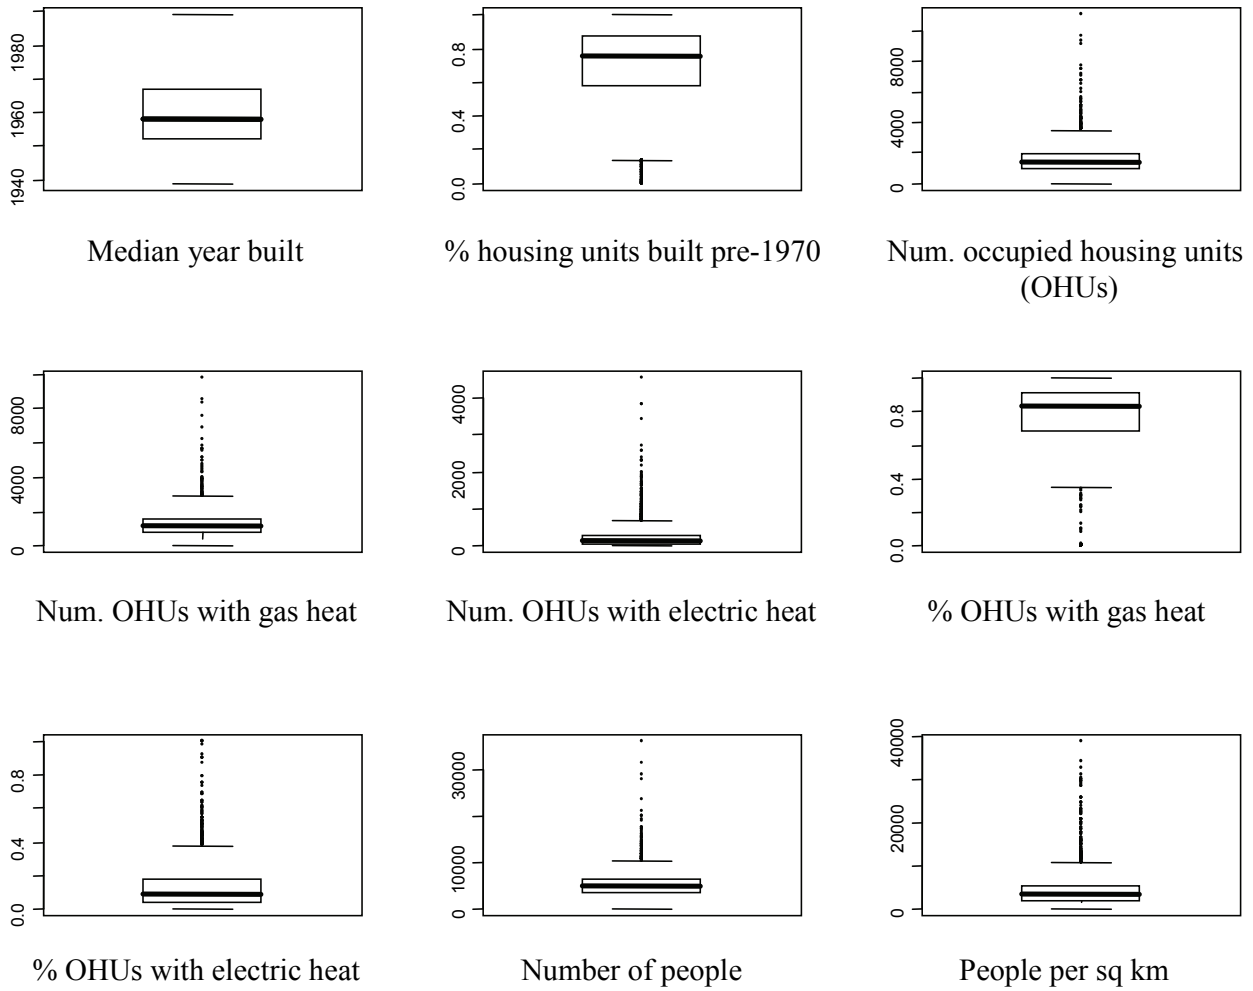 1980
1960
1940
Median year built
0.8
0.4
0.0
% housing units built pre-1970
8000
4000
0
Num. occupied housing units
(OHUs)
8000
4000
0
Num. OHUs with gas heat
4000
2000
0
Num. OHUs with electric heat
0.8
0.4
0.0
% OHUs with gas heat
0.8
0.4
0.0
% OHUs with electric heat
30000
10000
0
Number of people
40000
20000
0
People per sq km